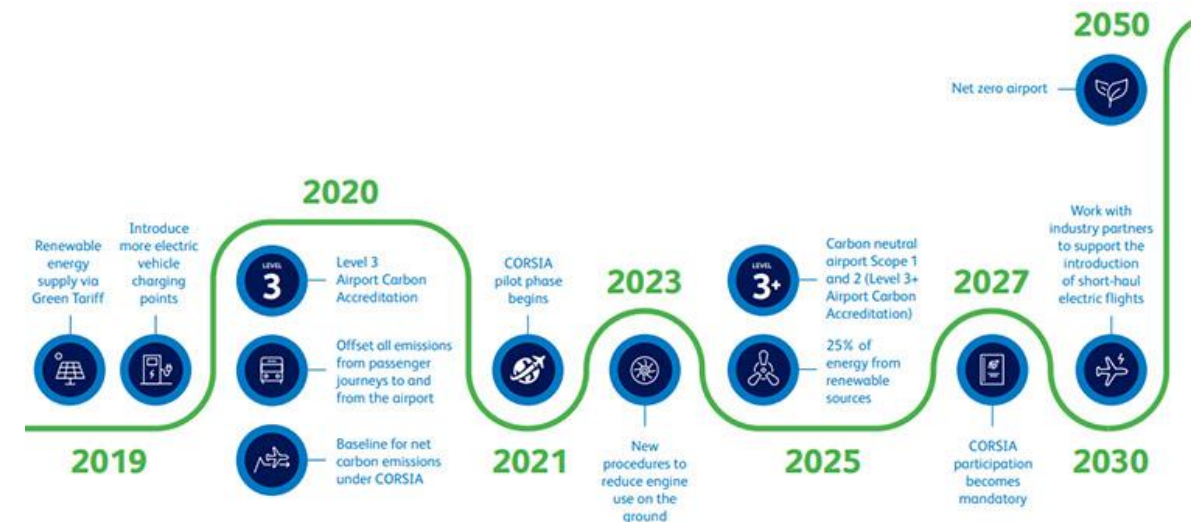 2050
Net zero airport
2020
Renewable
energy
supply via
Green Tariff
Introduce
more electric
vehicle
charging
points
LEVEL
3
Level 3
Airport Carbon
Accreditation
Offset all emissions
from passenger
journeys to and
from the airport
Baseline for net
carbon emissions
under CORSIA
2019
CORSIA
pilot phase
begins
2021
2023
New
procedures to
reduce engine
use on the
ground
LEVEL
3+
Carbon neutral
airport Scope 1
and 2 (Level 3+
Airport Carbon
Accreditation)
25% of
energy from
renewable
sources
2025
2027
CORSIA
participation
becomes
mandatory
Work with
industry partners
to support the
introduction
of short-haul
electric flights
2030